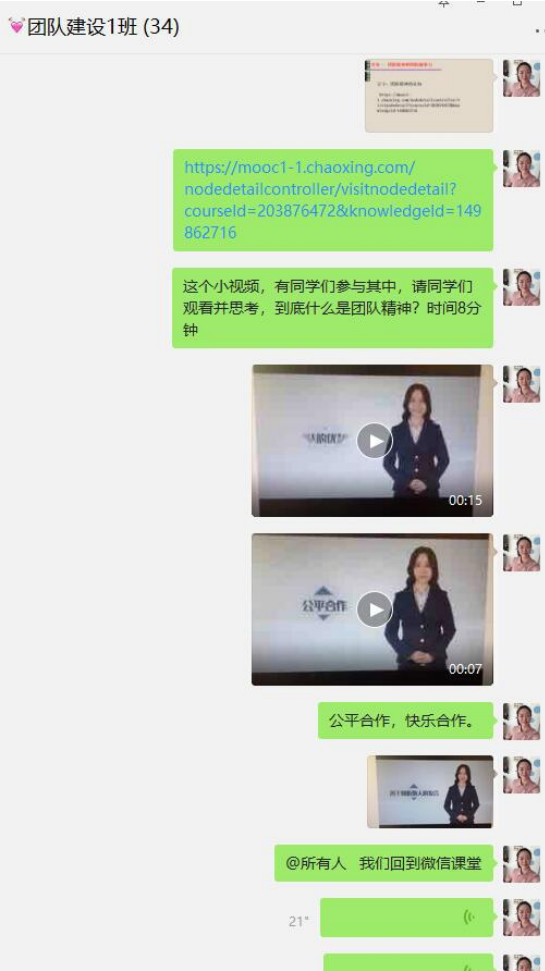 团队建设1班 (34)
https://mooc1-1.chaoxing.com/
nodedetailcontroller/visitnodedetail?
courseId=203876472&knowledgeId=149
862716
这个小视频，有同学们参与其中，请同学们
观看并思考，到底什么是团队精神？时间8分
钟
00:15
公平合作
00:07
公平合作，快乐合作。
@所有人 我们回到微信课堂
21"